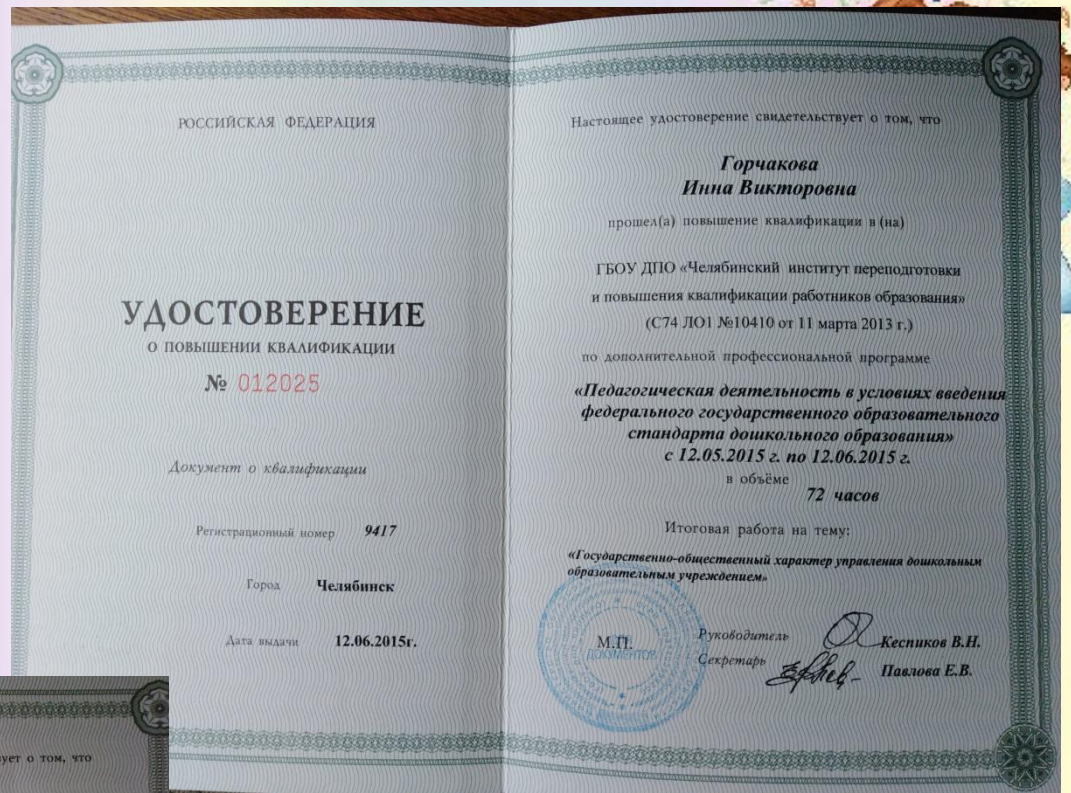 РОССИЙСКАЯ ФЕДЕРАЦИЯ
УДОСТОВЕРЕНИЕ
О ПОВЫШЕНИИ КВАЛИФИКАЦИИ
№ 012025
Документ о квалификации
Регистрационный номер 9417
Город Челябинск
Дата выдачи 12.06.2015г.
Настоящее удостоверение свидетельствует о том, что
Горчакова
Инна Викторовна
прошел(а) повышение квалификации в (на)
ГБОУ ДПО «Челябинский институт переподготовки
и повышения квалификации работников образования»
(С74 ЛО1 №10410 от 11 марта 2013 г.)
по дополнительной профессиональной программе
«Педагогическая деятельность в условиях введения
федерального государственного образовательного
стандарта дошкольного образования»
с 12.05.2015 г. по 12.06.2015 г.
в объёме
72 часов
Итоговая работа на тему:
«Государственно-общественный характер управления дошкольным
образовательным учреждением»
М.П.
ДОКУМЕНТОВ
Руководитель Кеспиков В.Н.
Секретарь Павлова Е.В.
о том, что